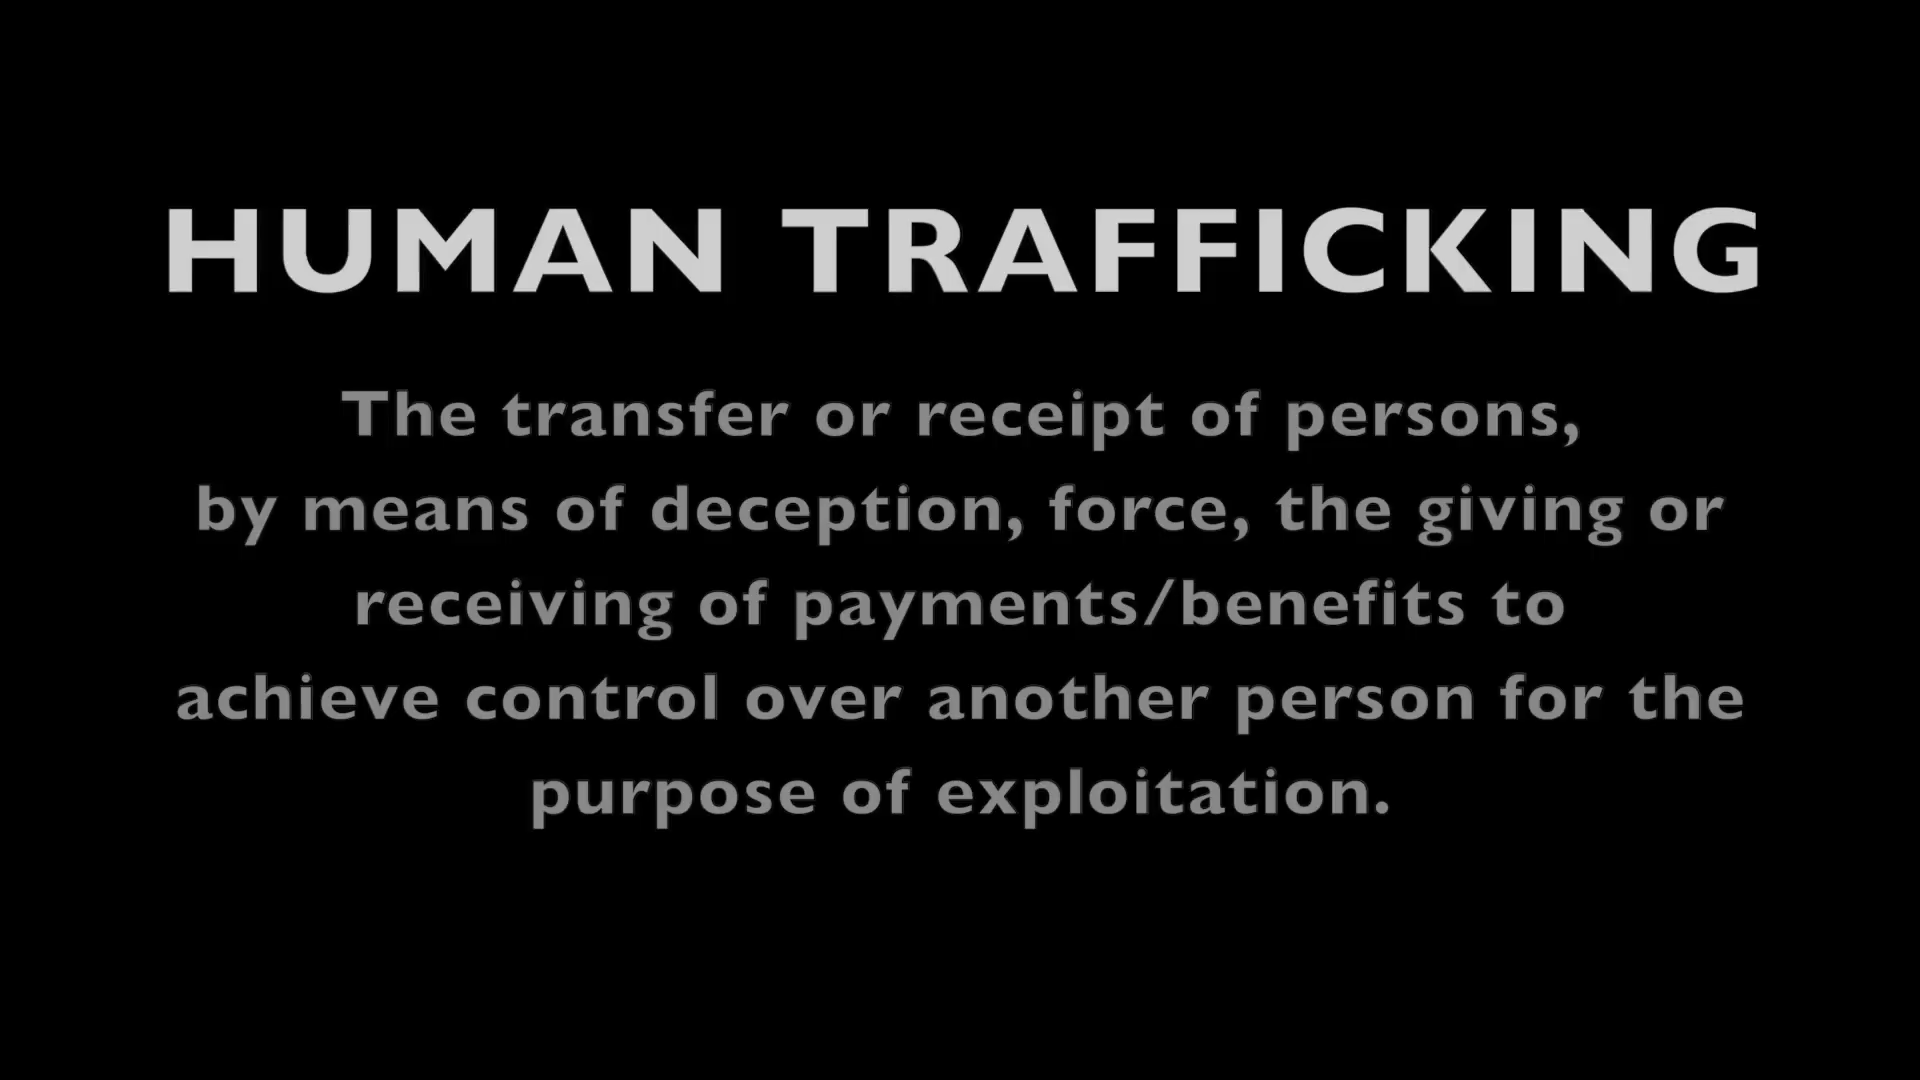 HUMAN TRAFFICKING
The transfer or receipt of persons,
by means of deception, force, the giving or
receiving of payments/benefits to
achieve control over another person for the
purpose of exploitation.